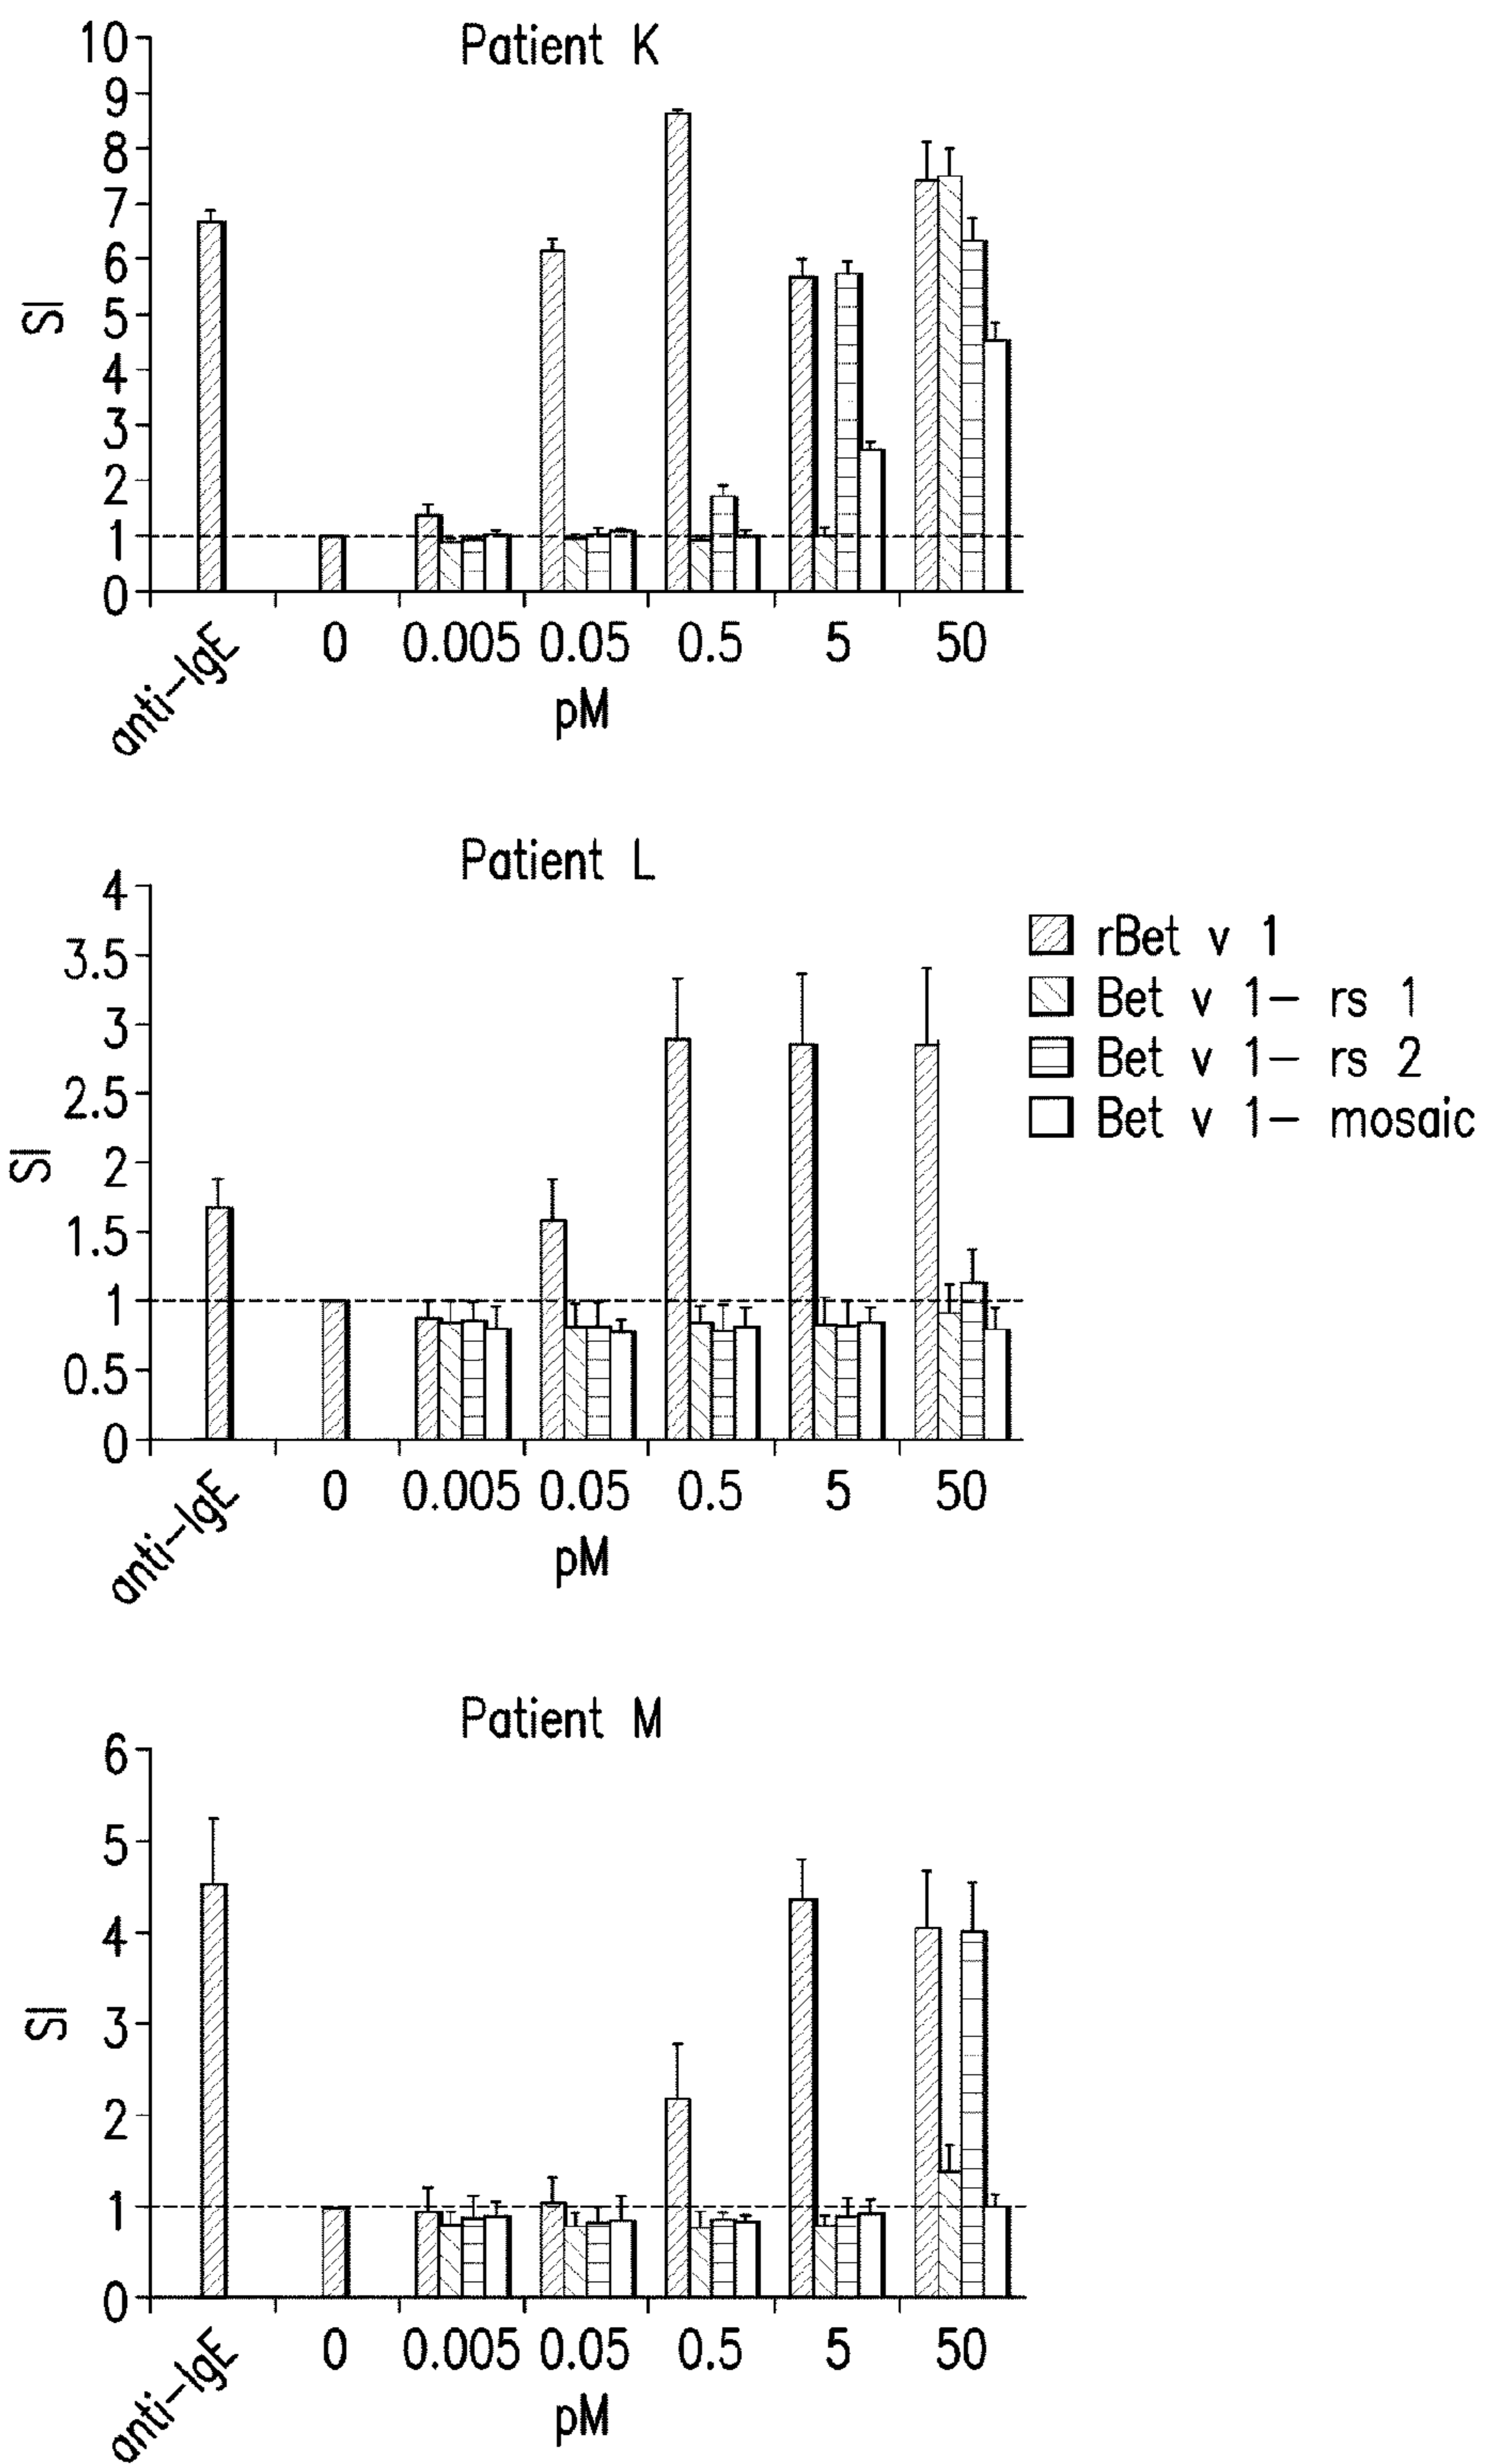 Patient K
10
9
8
7
6
5
4
3
2
1
0
SI
anti-IgE 0 0.005 0.05 0.5 5 50
pM
Patient L
4
3.5
3
2.5
2
1.5
1
0.5
0
SI
anti-IgE 0 0.005 0.05 0.5 5 50
pM
rBet v 1
Bet v 1- rs 1
Bet v 1- rs 2
Bet v 1- mosaic
Patient M
6
5
4
3
2
1
0
SI
anti-IgE 0 0.005 0.05 0.5 5 50
pM